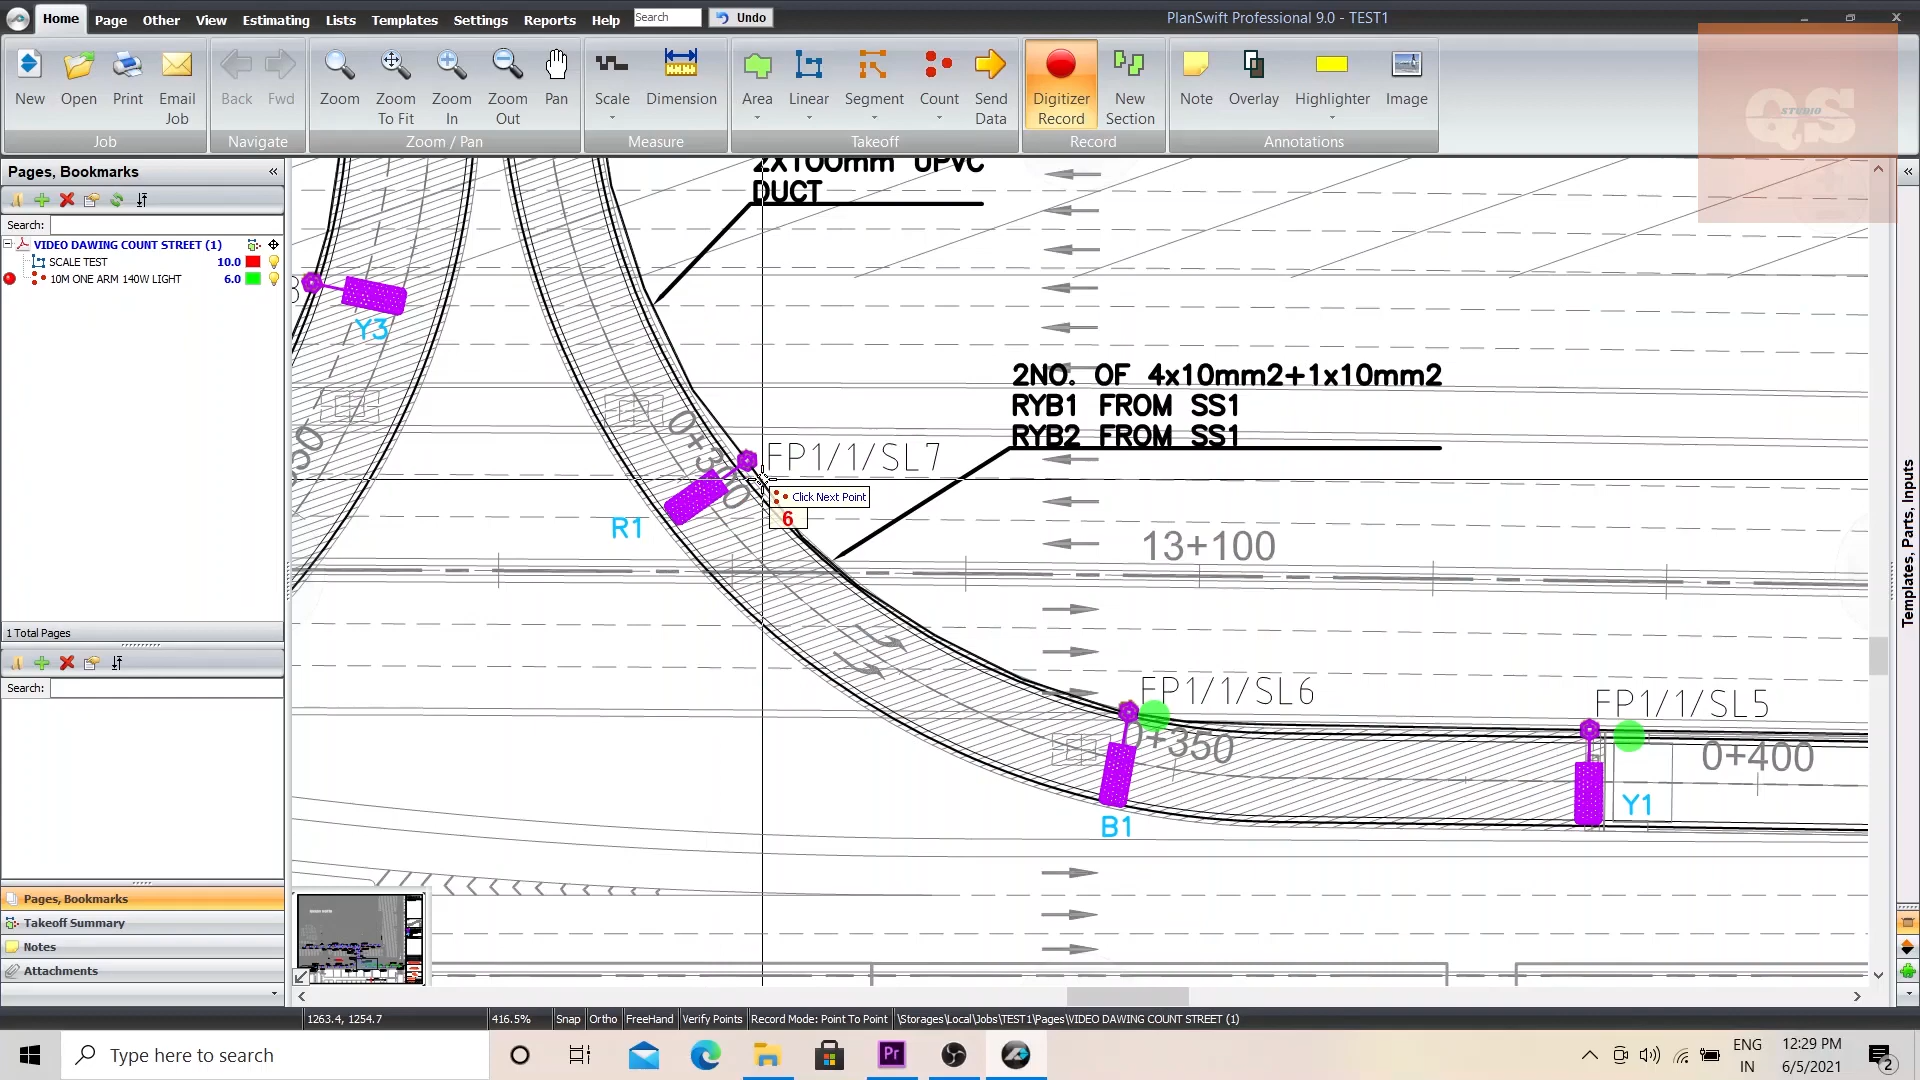 Home Page Other View Estimating Lists Templates Settings Reports Help Search Undo
PlanSwift Professional 9.0 - TEST1
New Open Print Email Job
Back Fwd
Zoom Zoom To Fit Zoom In Zoom Out Pan
Scale Dimension
Area Linear Segment Count Send Data
Digitizer Record New Section
Note Overlay Highlighter Image
Job Navigate Zoom / Pan Measure Takeoff Record Annotations
STUDIO
QS
Pages, Bookmarks
Search:
VIDEO DAWING COUNT STREET (1)
SCALE TEST 10.0
10M ONE ARM 140W LIGHT 6.0
1 Total Pages
Search:
Pages, Bookmarks
Takeoff Summary
Notes
Attachments
2X100mm UPVC
DUCT
Y3
2NO. OF 4x10mm2+1x10mm2
RYB1 FROM SS1
RYB2 FROM SS1
FP1/1/SL7
R1
Click Next Point
6
13+100
FP1/1/SL6
0+350
B1
FP1/1/SL5
0+400
Y1
Templates, Parts, Inputs
1263.4, 1254.7 416.5% Snap Ortho FreeHand Verify Points Record Mode: Point To Point \Storages\Local\Jobs\TEST1\Pages\VIDEO DAWING COUNT STREET (1)
Type here to search
Pr
ENG
IN
12:29 PM
6/5/2021
2